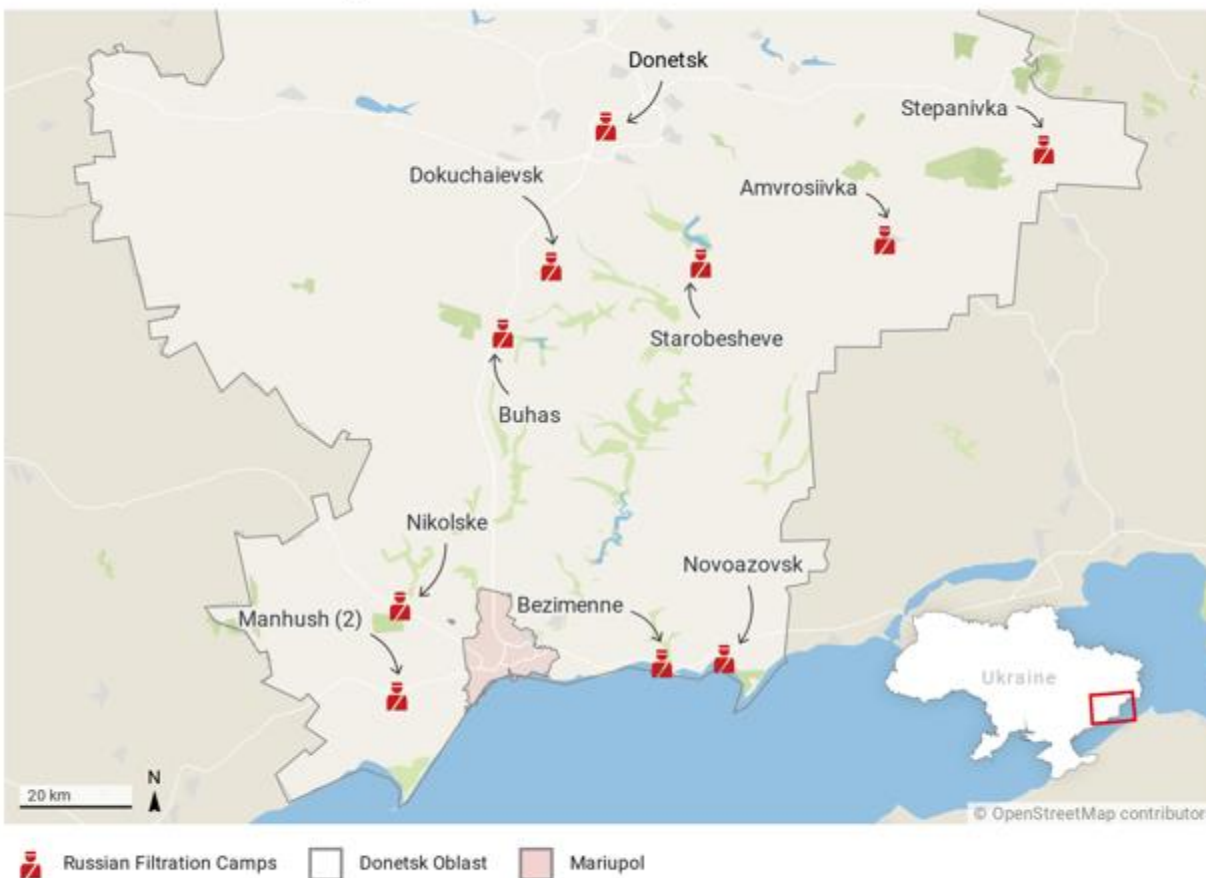 Donetsk
Stepanivka
Dokuchaievsk
Amvrosiivka
Starobesheve
Buhas
Nikolske
Novoazovsk
Bezimenne
Manhush (2)
Ukraine
N
20 km
© OpenStreetMap contributor
Russian Filtration Camps
Donetsk Oblast
Mariupol